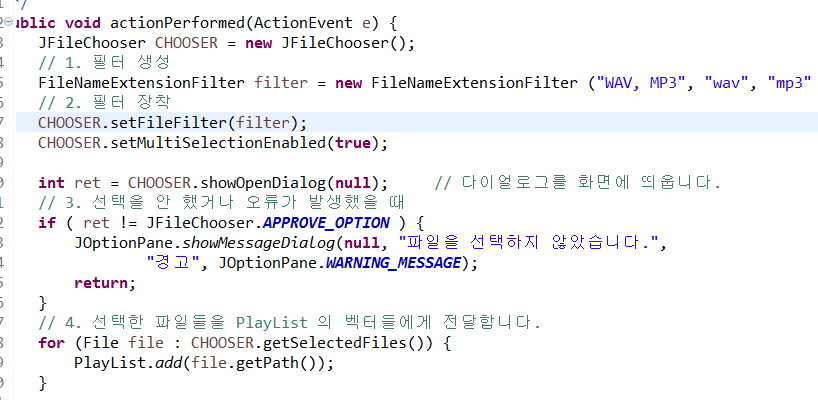 */
ublic void actionPerformed(ActionEvent e) {
JFileChooser CHOOSER = new JFileChooser();
// 1. 필터 생성
FileNameExtensionFilter filter = new FileNameExtensionFilter ("WAV, MP3", "wav", "mp3"
// 2. 필터 장착
CHOOSER.setFileFilter(filter);
CHOOSER.setMultiSelectionEnabled(true);
int ret = CHOOSER.showOpenDialog(null); // 다이얼로그를 화면에 띄웁니다.
// 3. 선택을 안 했거나 오류가 발생했을 때
if ( ret != JFileChooser.APPROVE_OPTION ) {
JOptionPane.showMessageDialog(null, "파일을 선택하지 않았습니다.",
"경고", JOptionPane.WARNING_MESSAGE);
return;
}
// 4. 선택한 파일들을 PlayList 의 벡터들에게 전달합니다.
for (File file : CHOOSER.getSelectedFiles()) {
PlayList.add(file.getPath());
}